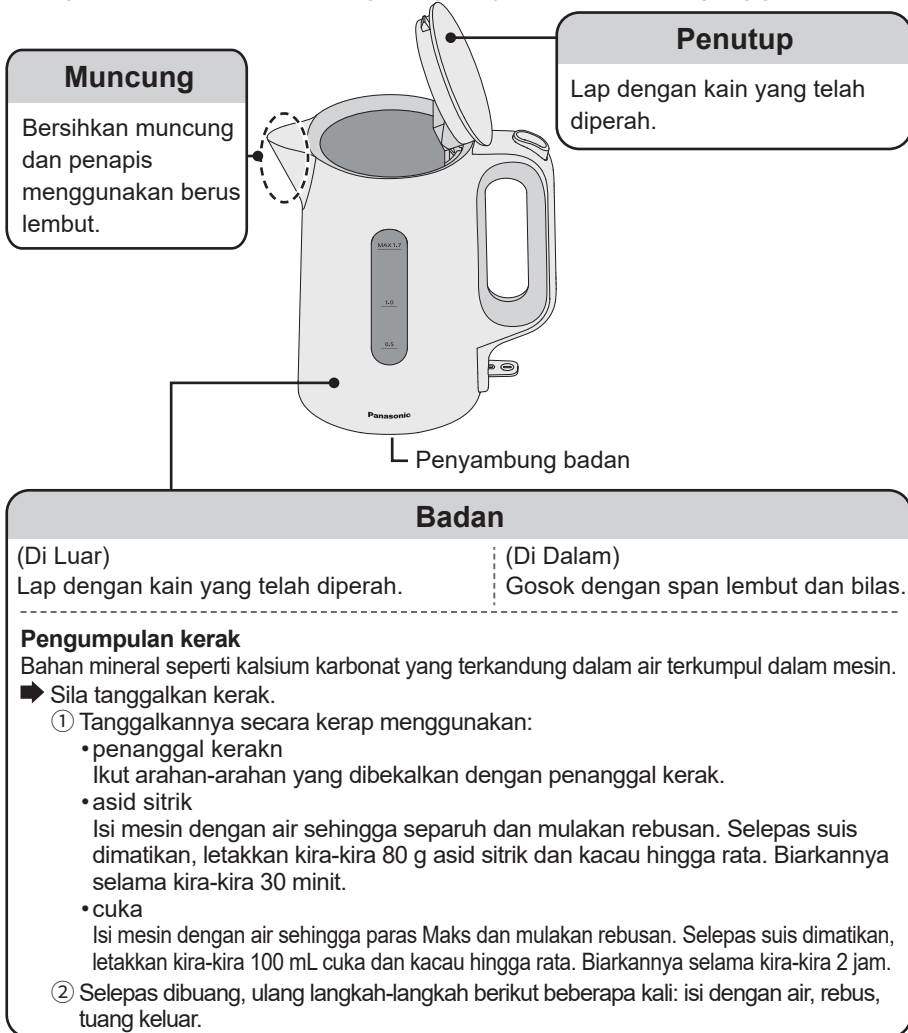 Muncung
Bersihkan muncung
dan penapis
menggunakan berus
lembut.
Penutup
Lap dengan kain yang telah
diperah.
MAX 1.7
1.0
0.5
Panasonic
Penyambung badan
Badan
(Di Luar)
Lap dengan kain yang telah diperah.
(Di Dalam)
Gosok dengan span lembut dan bilas.
Pengumpulan kerak
Bahan mineral seperti kalsium karbonat yang terkandung dalam air terkumpul dalam mesin.
➡ Sila tanggalkan kerak.
① Tanggalkannya secara kerap menggunakan:
•penanggal kerakn
Ikut arahan-arahan yang dibekalkan dengan penanggal kerak.
•asid sitrik
Isi mesin dengan air sehingga separuh dan mulakan rebusan. Selepas suis
dimatikan, letakkan kira-kira 80 g asid sitrik dan kacau hingga rata. Biarkannya
selama kira-kira 30 minit.
•cuka
Isi mesin dengan air sehingga paras Maks dan mulakan rebusan. Selepas suis dimatikan,
letakkan kira-kira 100 mL cuka dan kacau hingga rata. Biarkannya selama kira-kira 2 jam.
② Selepas dibuang, ulang langkah-langkah berikut beberapa kali: isi dengan air, rebus,
tuang keluar.